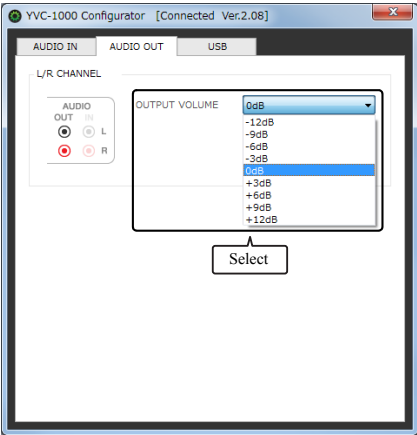 YVC-1000 Configurator [Connected Ver.2.08]
AUDIO IN AUDIO OUT USB
L/R CHANNEL
AUDIO
OUT IN
L
R
OUTPUT VOLUME 0dB
-12dB
-9dB
-6dB
-3dB
0dB
+3dB
+6dB
+9dB
+12dB
Select